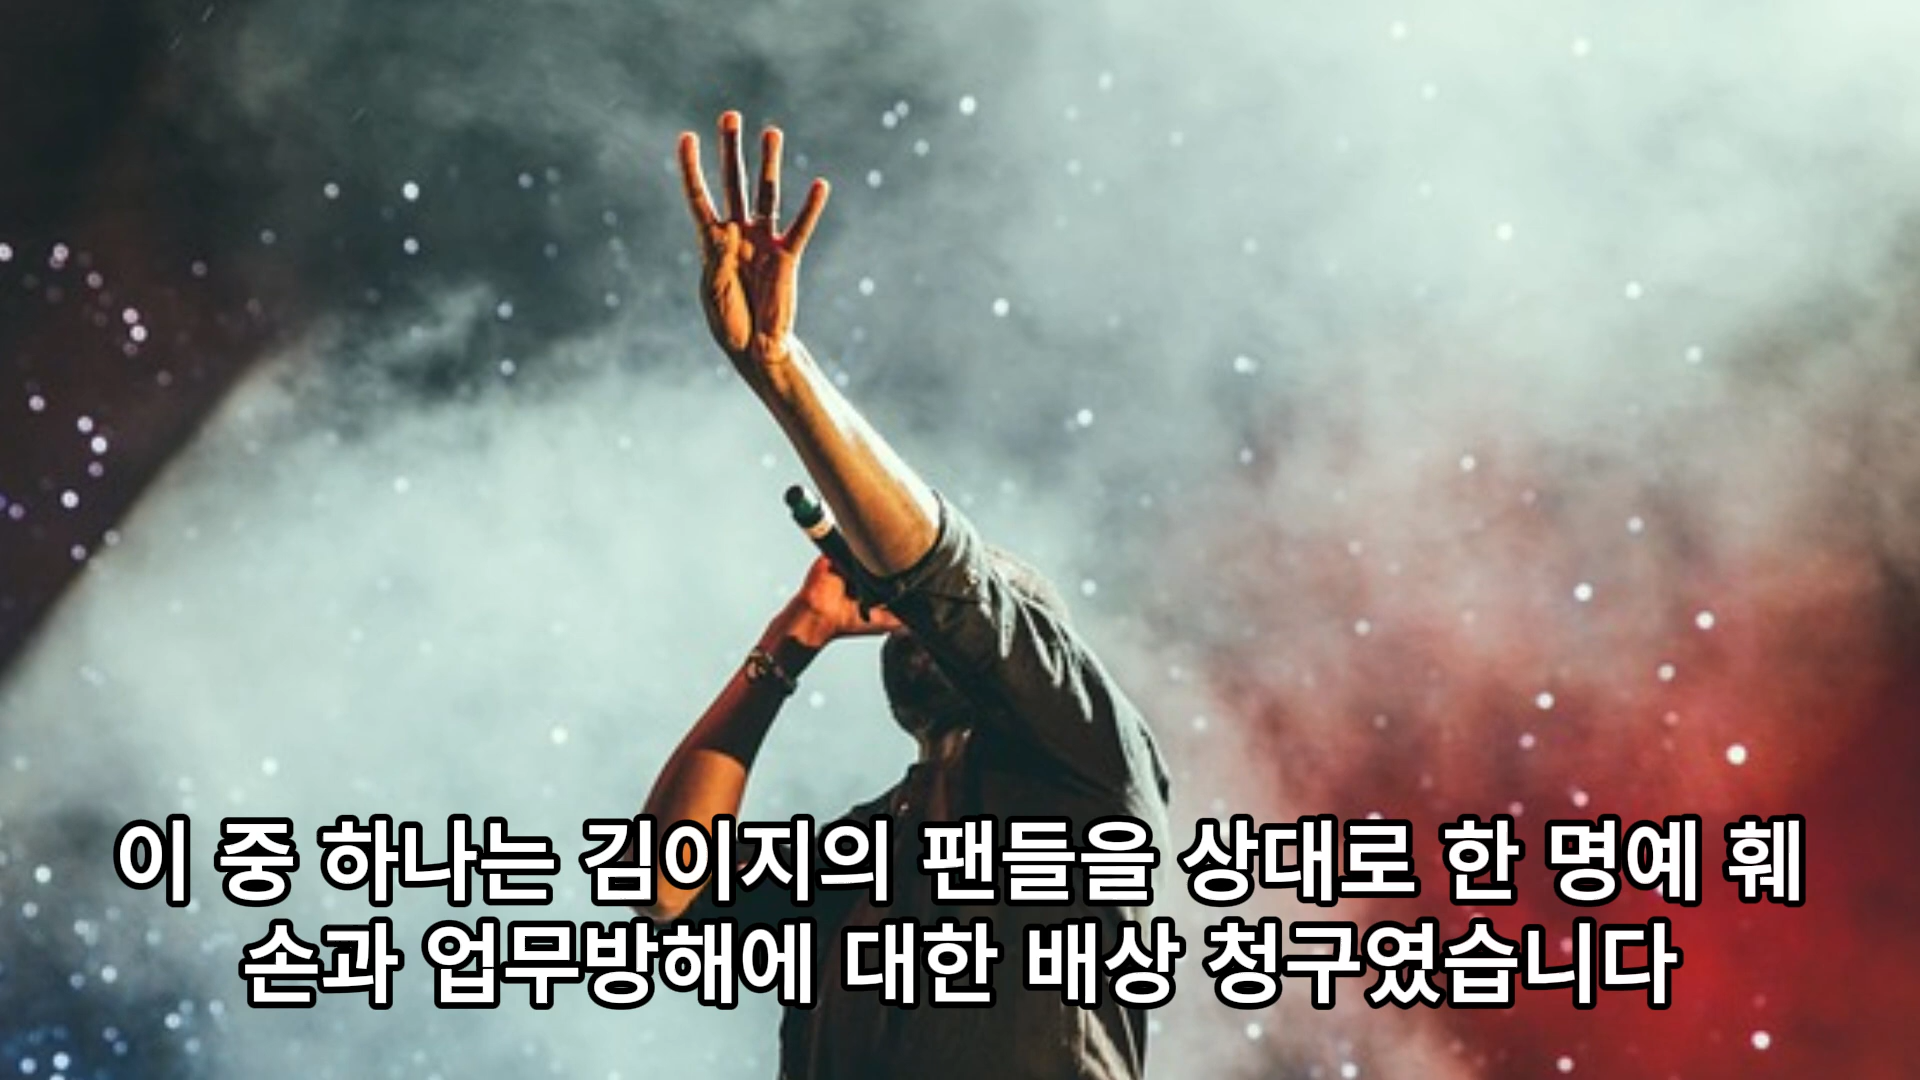 이 중 하나는 김이지의 팬들을 상대로 한 명예 훼
손과 업무방해에 대한 배상 청구였습니다